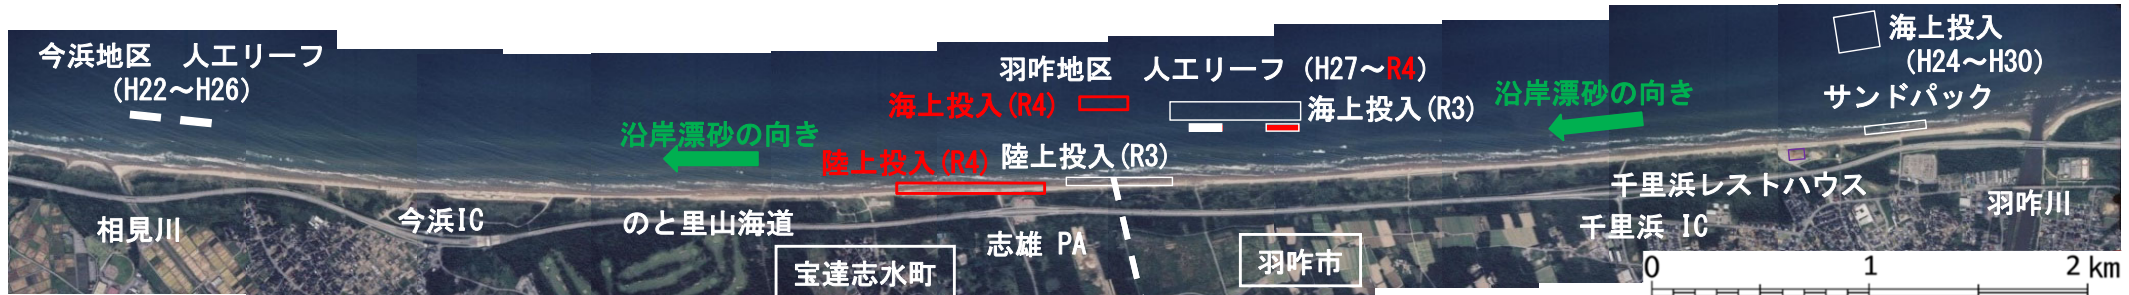 今浜地区　人工リーフ
(H22～H26)
羽咋地区　人工リーフ (H27～R4)
海上投入(R4)
海上投入(R3)
海上投入
(H24～H30)
サンドパック
沿岸漂砂の向き
沿岸漂砂の向き
陸上投入(R4)
陸上投入(R3)
千里浜レストハウス
羽咋川
相見川
今浜IC
のと里山海道
志雄 PA
千里浜 IC
宝達志水町
羽咋市
0 1 2 km